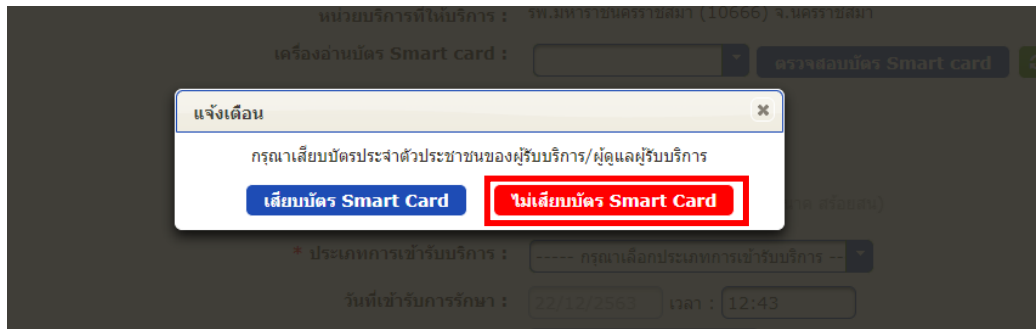 หน่วยบริการที่ให้บริการ : รพ.มหาราชนครราชสีมา (10666) จ.นครราชสีมา
เครื่องอ่านบัตร Smart card : ตรวจสอบบัตร Smart card
แจ้งเตือน
กรุณาเสียบบัตรประจำตัวประชาชนของผู้รับบริการ/ผู้ดูแลผู้รับบริการ
เสียบบัตร Smart Card ไม่เสียบบัตร Smart Card
* ประเภทการเข้ารับบริการ : ----- กรุณาเลือกประเภทการเข้ารับบริการ --
วันที่เข้ารับการรักษา : 22/12/2563 เวลา : 12:43